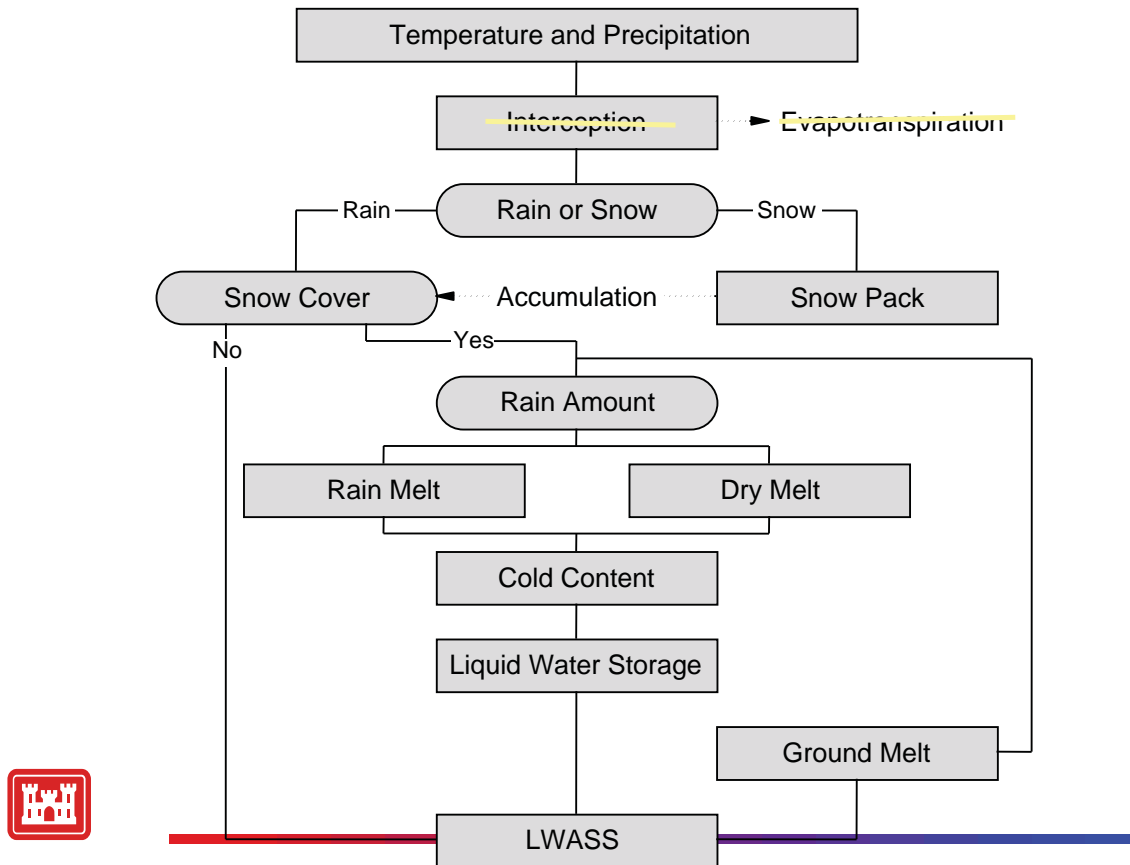 Temperature and Precipitation
Interception
Evapotranspiration
Rain
Rain or Snow
Snow
Snow Cover
Accumulation
Snow Pack
No
Yes
Rain Amount
Rain Melt
Dry Melt
Cold Content
Liquid Water Storage
Ground Melt
LWASS